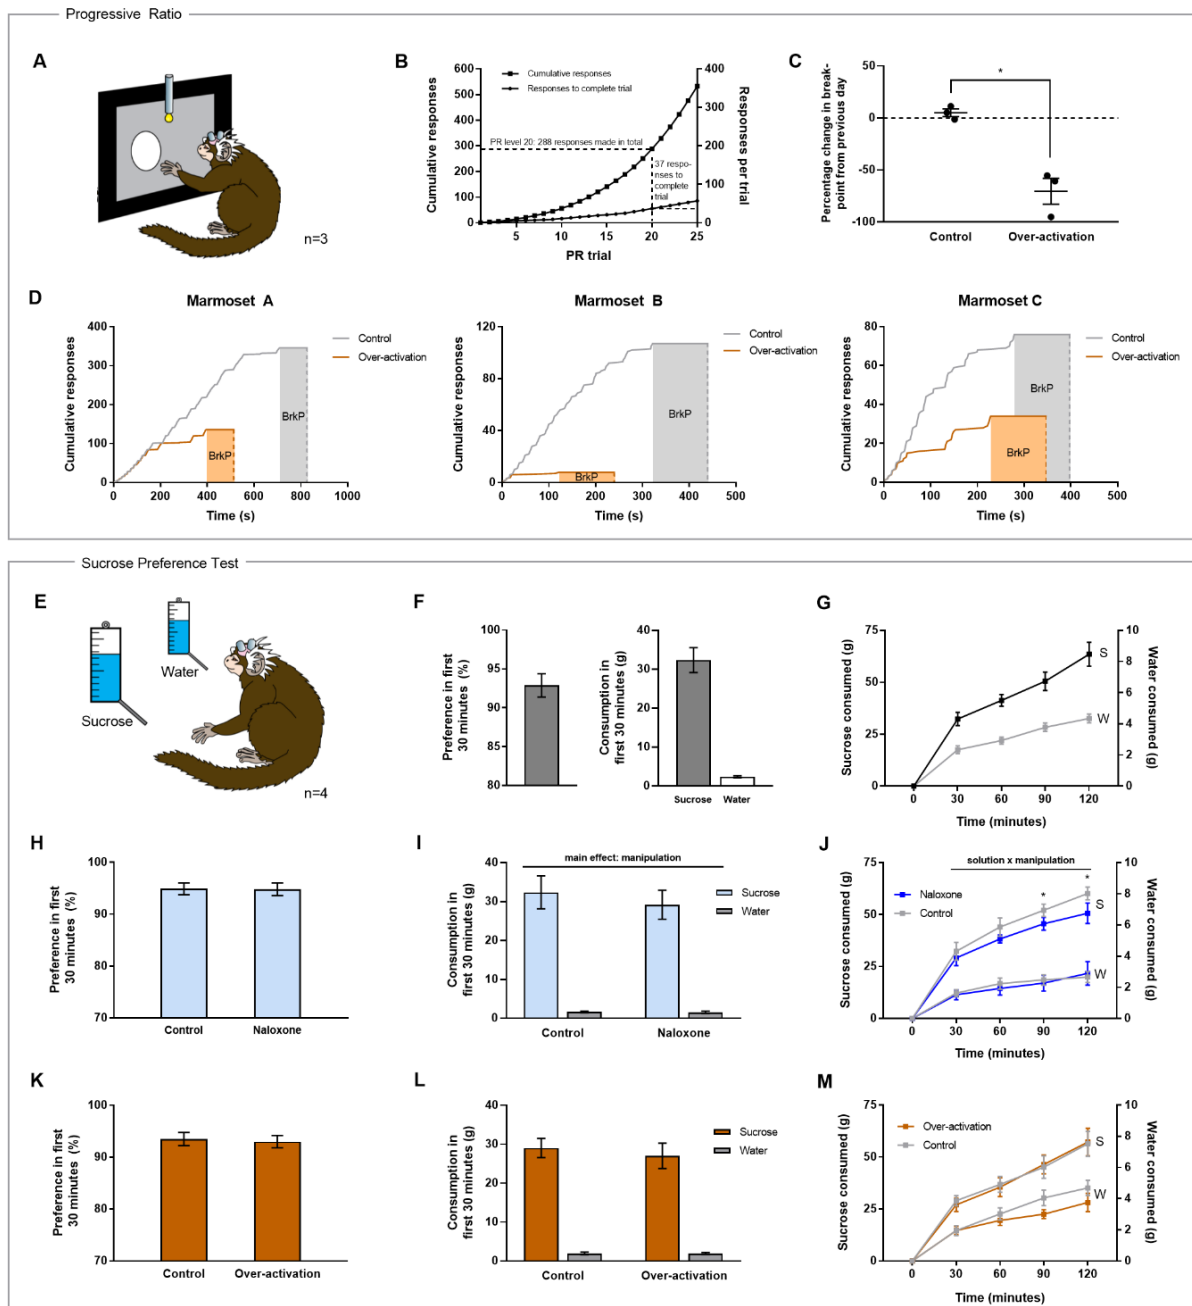 Progressive Ratio
A
n=3
B
Cumulative responses
600
500
400
300
200
100
0
Cumulative responses
Responses to complete trial
PR level 20: 288 responses made in total
37 respo-
nses to
complete
trial
5
10
15
20
25
PR trial
400
300
200
100
0
Responses per trial
C
Percentage change in break-
point from previous day
50
0
-50
-100
*
Control
Over-activation
D
Marmoset A
Cumulative responses
400
300
200
100
0
Control
Over-activation
BrkP
BrkP
0
200
400
600
800
1000
Time (s)
Marmoset B
Cumulative responses
120
80
40
0
Control
Over-activation
BrkP
BrkP
0
100
200
300
400
500
Time (s)
Marmoset C
Cumulative responses
80
60
40
20
0
Control
Over-activation
BrkP
BrkP
0
100
200
300
400
500
Time (s)
Sucrose Preference Test
E
Water
Sucrose
n=4
F
Preference in first
30 minutes (%)
100
95
90
85
80
Consumption in
first 30 minutes (g)
40
30
20
10
0
Sucrose
Water
G
Sucrose consumed (g)
75
50
25
0
S
W
0
30
60
90
120
Time (minutes)
10
8
6
4
2
0
Water consumed (g)
H
Preference in first
30 minutes (%)
100
95
90
80
70
Control
Naloxone
I
Consumption in
first 30 minutes (g)
40
30
20
10
0
main effect: manipulation
Sucrose
Water
Control
Naloxone
J
Sucrose consumed (g)
75
50
25
0
solution x manipulation
Naloxone
Control
*
*
S
W
0
30
60
90
120
Time (minutes)
10
8
6
4
2
0
Water consumed (g)
K
Preference in first
30 minutes (%)
100
90
80
70
Control
Over-activation
L
Consumption in
first 30 minutes (g)
40
30
20
10
0
Sucrose
Water
Control
Over-activation
M
Sucrose consumed (g)
75
50
25
0
Over-activation
Control
S
W
0
30
60
90
120
Time (minutes)
10
8
6
4
2
0
Water consumed (g)